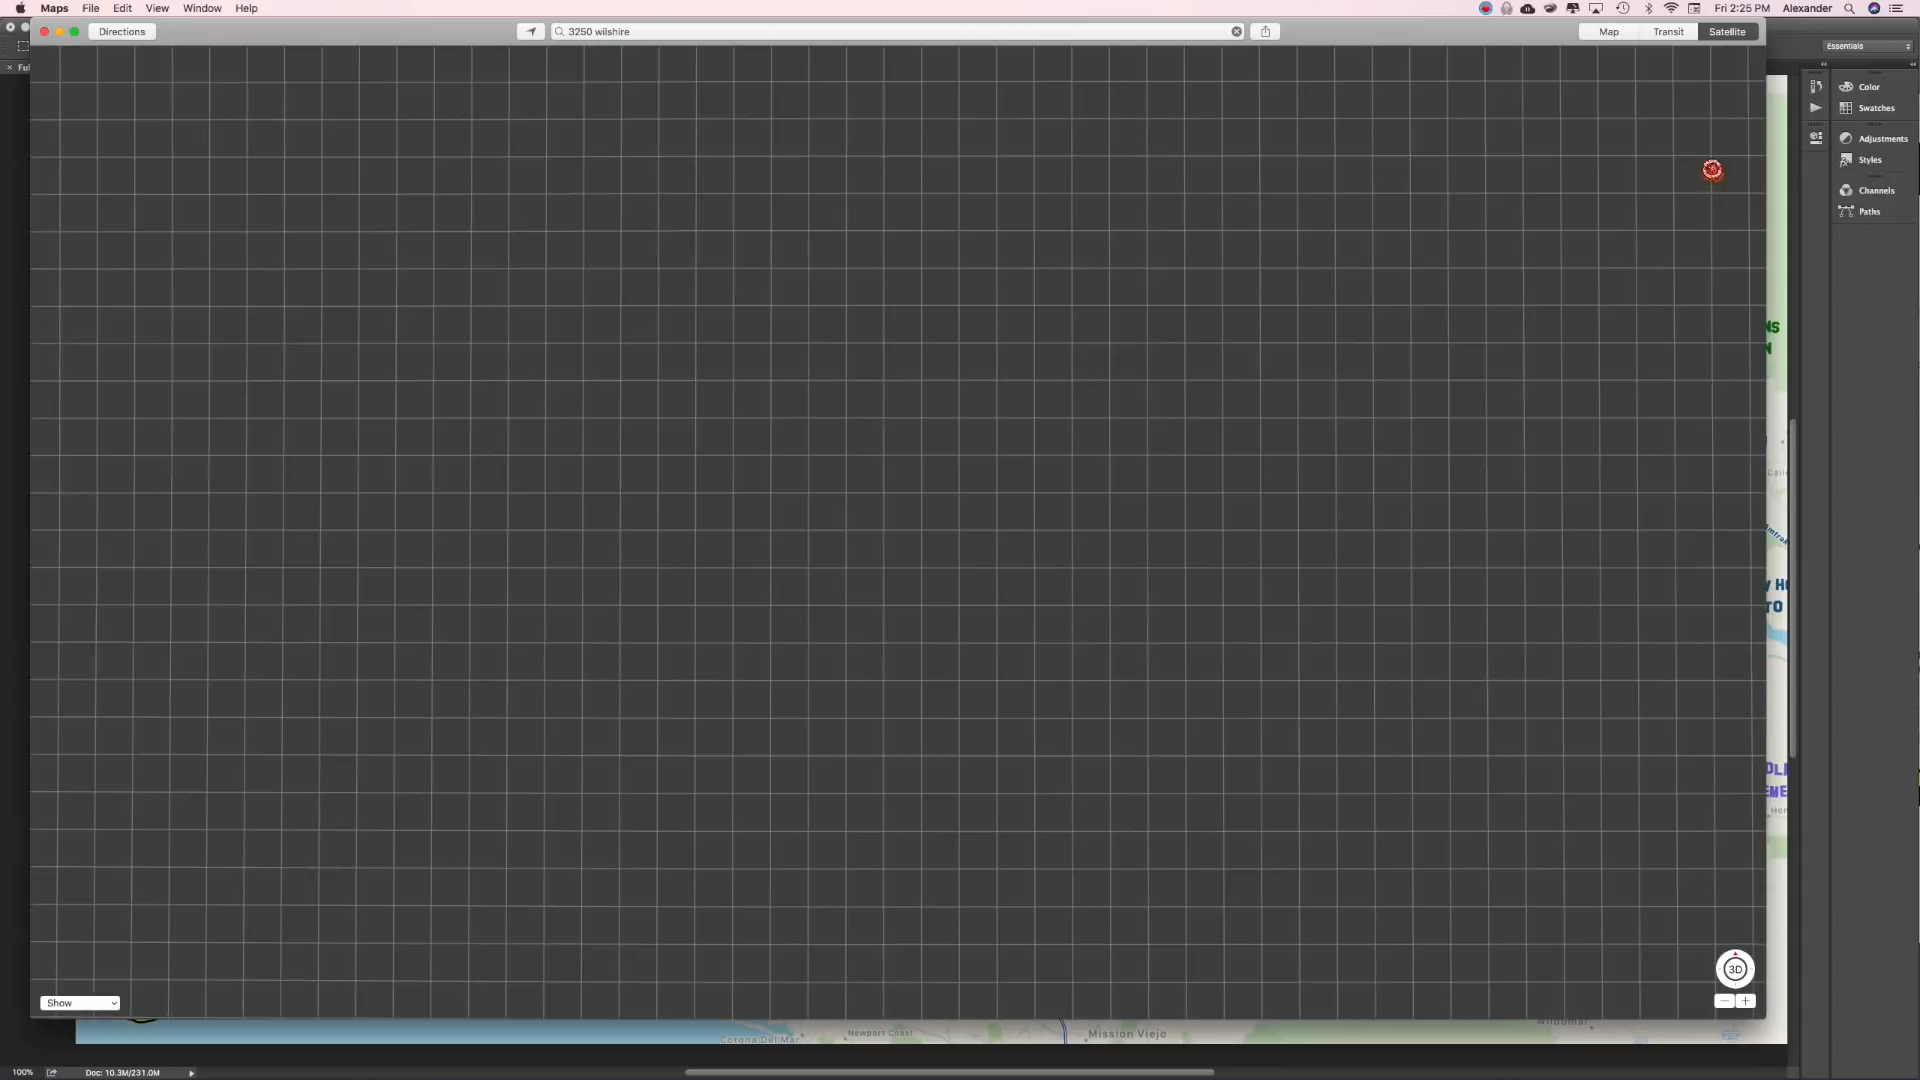 Maps File Edit View Window Help
Fri 2:25 PM Alexander
Directions
3250 wilshire
Map Transit Satellite
Essentials
Color
Swatches
Adjustments
Styles
Channels
Paths
NS
N
TO
Show
3D
Corona Del Mar
Newport Coast
Mission Viejo
100%
Doc: 10.3M/231.0M